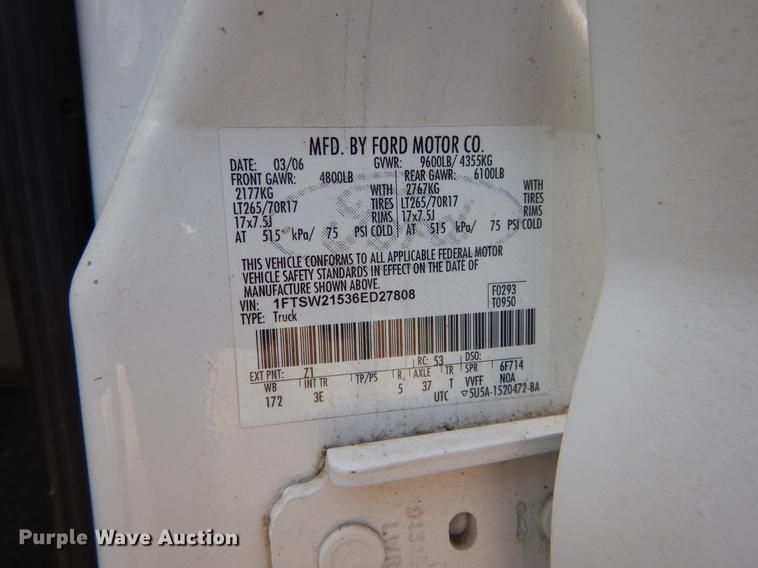 MFD. BY FORD MOTOR CO.
DATE: 03/06 GVWR: 9600LB/ 4355KG
FRONT GAWR: 4800LB REAR GAWR: 6100LB
2177KG WITH 2767KG WITH
LT265/70R17 TIRES LT265/70R17 TIRES
17x7.5J RIMS 17x7.5J RIMS
AT 515 kPa/ 75 PSI COLD AT 515 kPa/ 75 PSI COLD
THIS VEHICLE CONFORMS TO ALL APPLICABLE FEDERAL MOTOR
VEHICLE SAFETY STANDARDS IN EFFECT ON THE DATE OF
MANUFACTURE SHOWN ABOVE.
VIN: 1FTSW21536ED27808 F0293
TYPE: Truck T0950
EXT PNT: Z1 RC: 53 DSO:
WB INT TR TP/PS R AXLE TR SPR 6F714
172 3E 5 37 T VVFF NOA
UTC ▽5U5A-1520472-BA
Purple Wave Auction